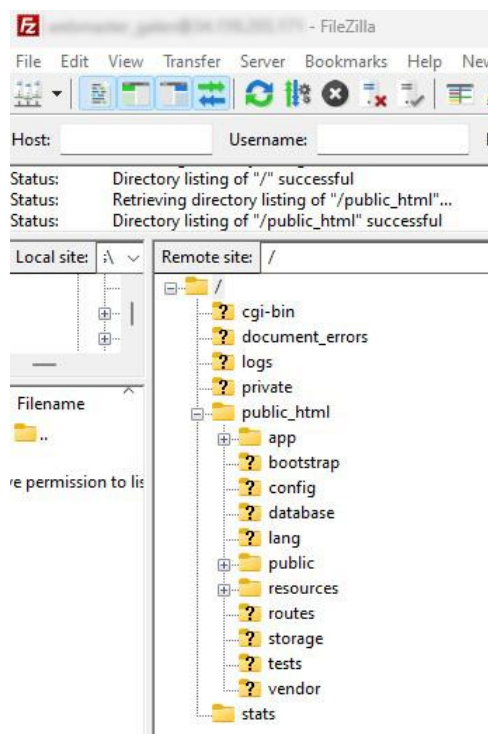 - FileZilla
File Edit View Transfer Server Bookmarks Help New
Host: Username:
Status: Directory listing of "/" successful
Status: Retrieving directory listing of "/public_html"...
Status: Directory listing of "/public_html" successful
Local site: :\
Remote site: /
/
cgi-bin
document_errors
logs
private
public_html
app
bootstrap
config
database
lang
public
resources
routes
storage
tests
vendor
stats
Filename
..
ve permission to lis